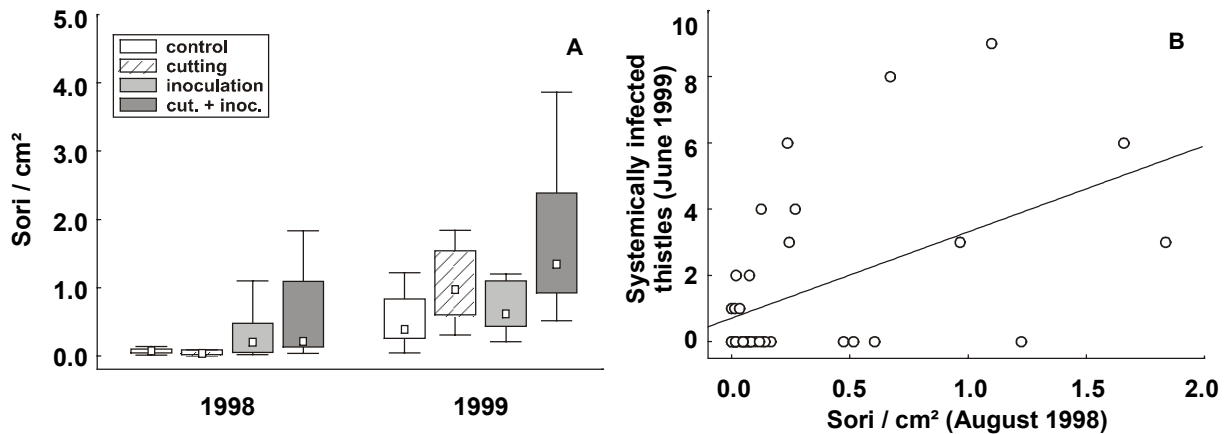 A
control
cutting
inoculation
cut. + inoc.
Sori / cm²
5.0
4.0
3.0
2.0
1.0
0.0
1998
1999
B
Systemically infected
thistles (June 1999)
10
8
6
4
2
0
0.0
0.5
1.0
1.5
2.0
Sori / cm² (August 1998)